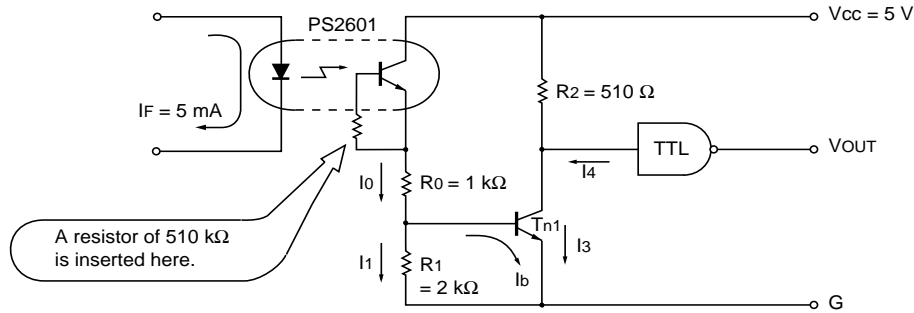 PS2601
VCC = 5 V
IF = 5 mA
R2 = 510 Ω
TTL
VOUT
I4
I0
R0 = 1 kΩ
Tn1
I3
A resistor of 510 kΩ
is inserted here.
I1
R1
= 2 kΩ
Ib
G